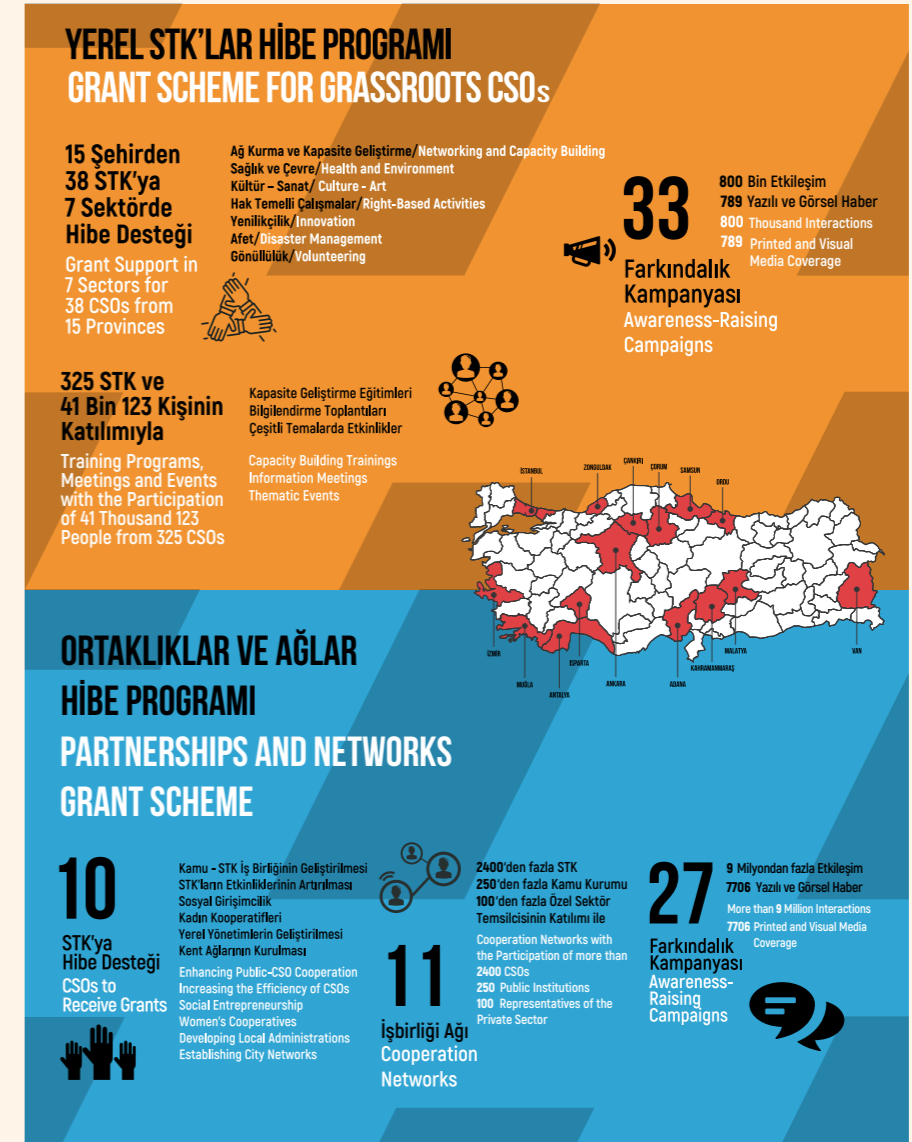 YEREL STK'LAR HİBE PROGRAMI
GRANT SCHEME FOR GRASSROOTS CSOs
15 Şehirden
38 STK'ya
7 Sektörde
Hibe Desteği
Grant Support in
7 Sectors for
38 CSOs from
15 Provinces
Ağ Kurma ve Kapasite Geliştirme/Networking and Capacity Building
Sağlık ve Çevre/Health and Environment
Kültür – Sanat/ Culture - Art
Hak Temelli Çalışmalar/Right-Based Activities
Yenilikçilik/Innovation
Afet/Disaster Management
Gönüllülük/Volunteering
33
Farkındalık
Kampanyası
Awareness-Raising
Campaigns
800 Bin Etkileşim
789 Yazılı ve Görsel Haber
800 Thousand Interactions
789 Printed and Visual
Media Coverage
325 STK ve
41 Bin 123 Kişinin
Katılımıyla
Training Programs,
Meetings and Events
with the Participation
of 41 Thousand 123
People from 325 CSOs
Kapasite Geliştirme Eğitimleri
Bilgilendirme Toplantıları
Çeşitli Temalarda Etkinlikler
Capacity Building Trainings
Information Meetings
Thematic Events
İSTANBUL
ZONGULDAK
ÇANKIRI
ÇORUM
SAMSUN
ORDU
İZMİR
MUĞLA
ANTALYA
ISPARTA
ANKARA
ADANA
KAHRAMANMARAŞ
MALATYA
VAN
ORTAKLIKLAR VE AĞLAR
HİBE PROGRAMI
PARTNERSHIPS AND NETWORKS
GRANT SCHEME
10
STK'ya
Hibe Desteği
CSOs to
Receive Grants
Kamu - STK İş Birliğinin Geliştirilmesi
STK'ların Etkinliklerinin Artırılması
Sosyal Girişimcilik
Kadın Kooperatifleri
Yerel Yönetimlerin Geliştirilmesi
Kent Ağlarının Kurulması
Enhancing Public-CSO Cooperation
Increasing the Efficiency of CSOs
Social Entrepreneurship
Women's Cooperatives
Developing Local Administrations
Establishing City Networks
11
İşbirliği Ağı
Cooperation
Networks
2400'den fazla STK
250'den fazla Kamu Kurumu
100'den fazla Özel Sektör
Temsilcisinin Katılımı ile
Cooperation Networks with
the Participation of more than
2400 CSOs
250 Public Institutions
100 Representatives of the
Private Sector
27
Farkındalık
Kampanyası
Awareness-
Raising
Campaigns
9 Milyondan fazla Etkileşim
7706 Yazılı ve Görsel Haber
More than 9 Million Interactions
7706 Printed and Visual Media
Coverage